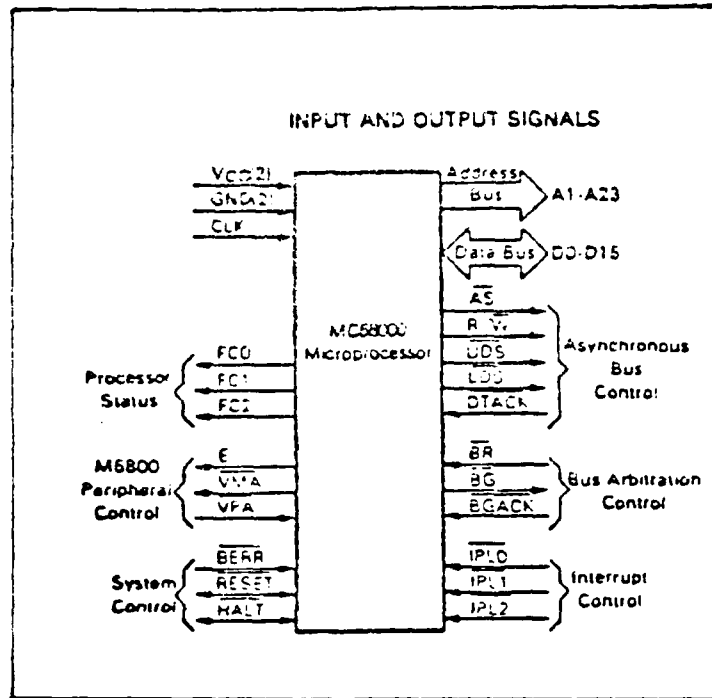 INPUT AND OUTPUT SIGNALS
VCC(2)
GND(2)
CLK
Address
Bus
A1-A23
Data Bus
D0-D15
MC68000
Microprocessor
AS
R/W
UDS
LDS
DTACK
Asynchronous
Bus
Control
Processor
Status
FC0
FC1
FC2
M6800
Peripheral
Control
E
VMA
VPA
BR
BG
BGACK
Bus Arbitration
Control
System
Control
BERR
RESET
HALT
IPL0
IPL1
IPL2
Interrupt
Control